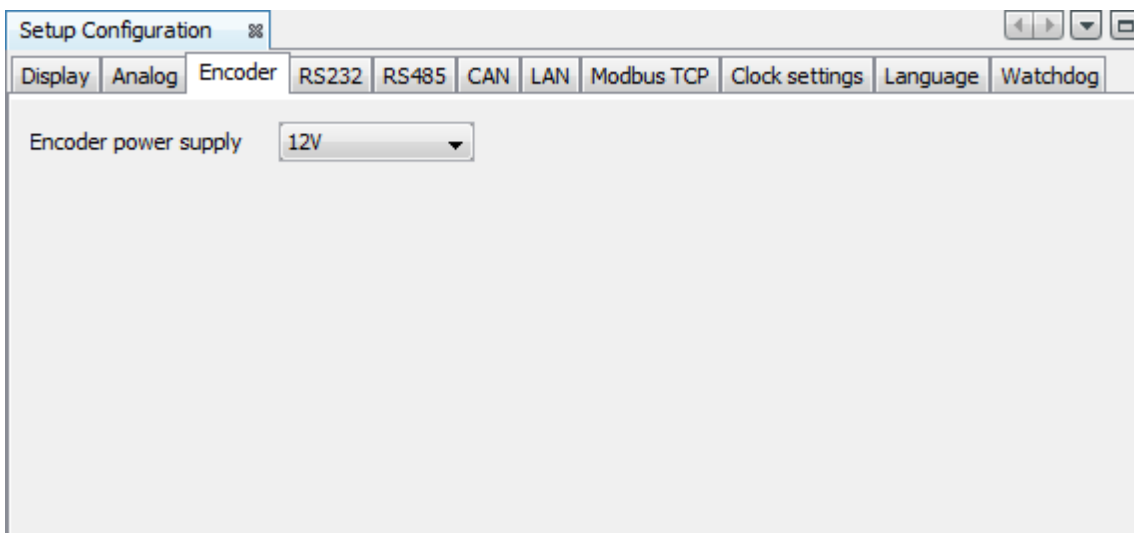 Setup Configuration
Display Analog Encoder RS232 RS485 CAN LAN Modbus TCP Clock settings Language Watchdog
Encoder power supply 12V